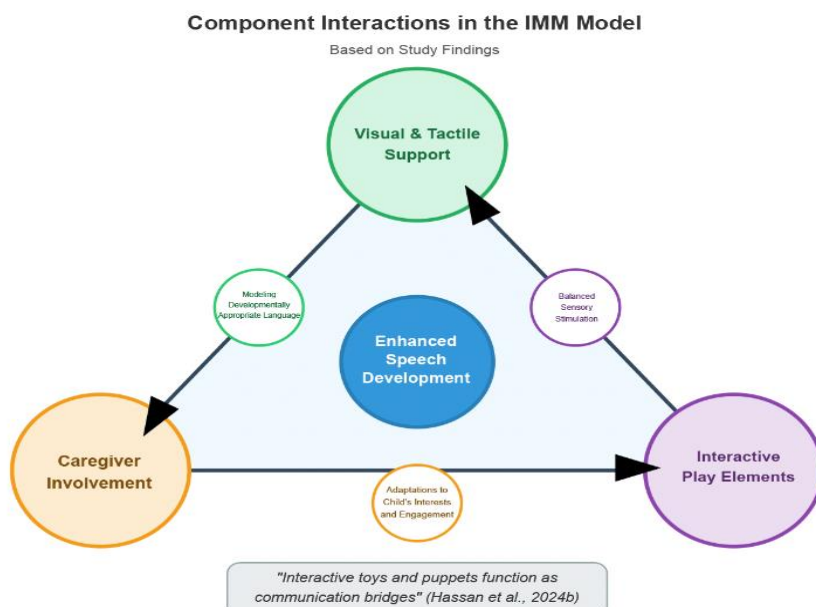 Component Interactions in the IMM Model
Based on Study Findings
Visual & Tactile
Support
Modeling
Developmentally
Appropriate Language
Balanced
Sensory
Stimulation
Enhanced
Speech
Development
Caregiver
Involvement
Interactive
Play Elements
Adaptations to
Child's Interests
and Engagement
"Interactive toys and puppets function as
communication bridges" (Hassan et al., 2024b)